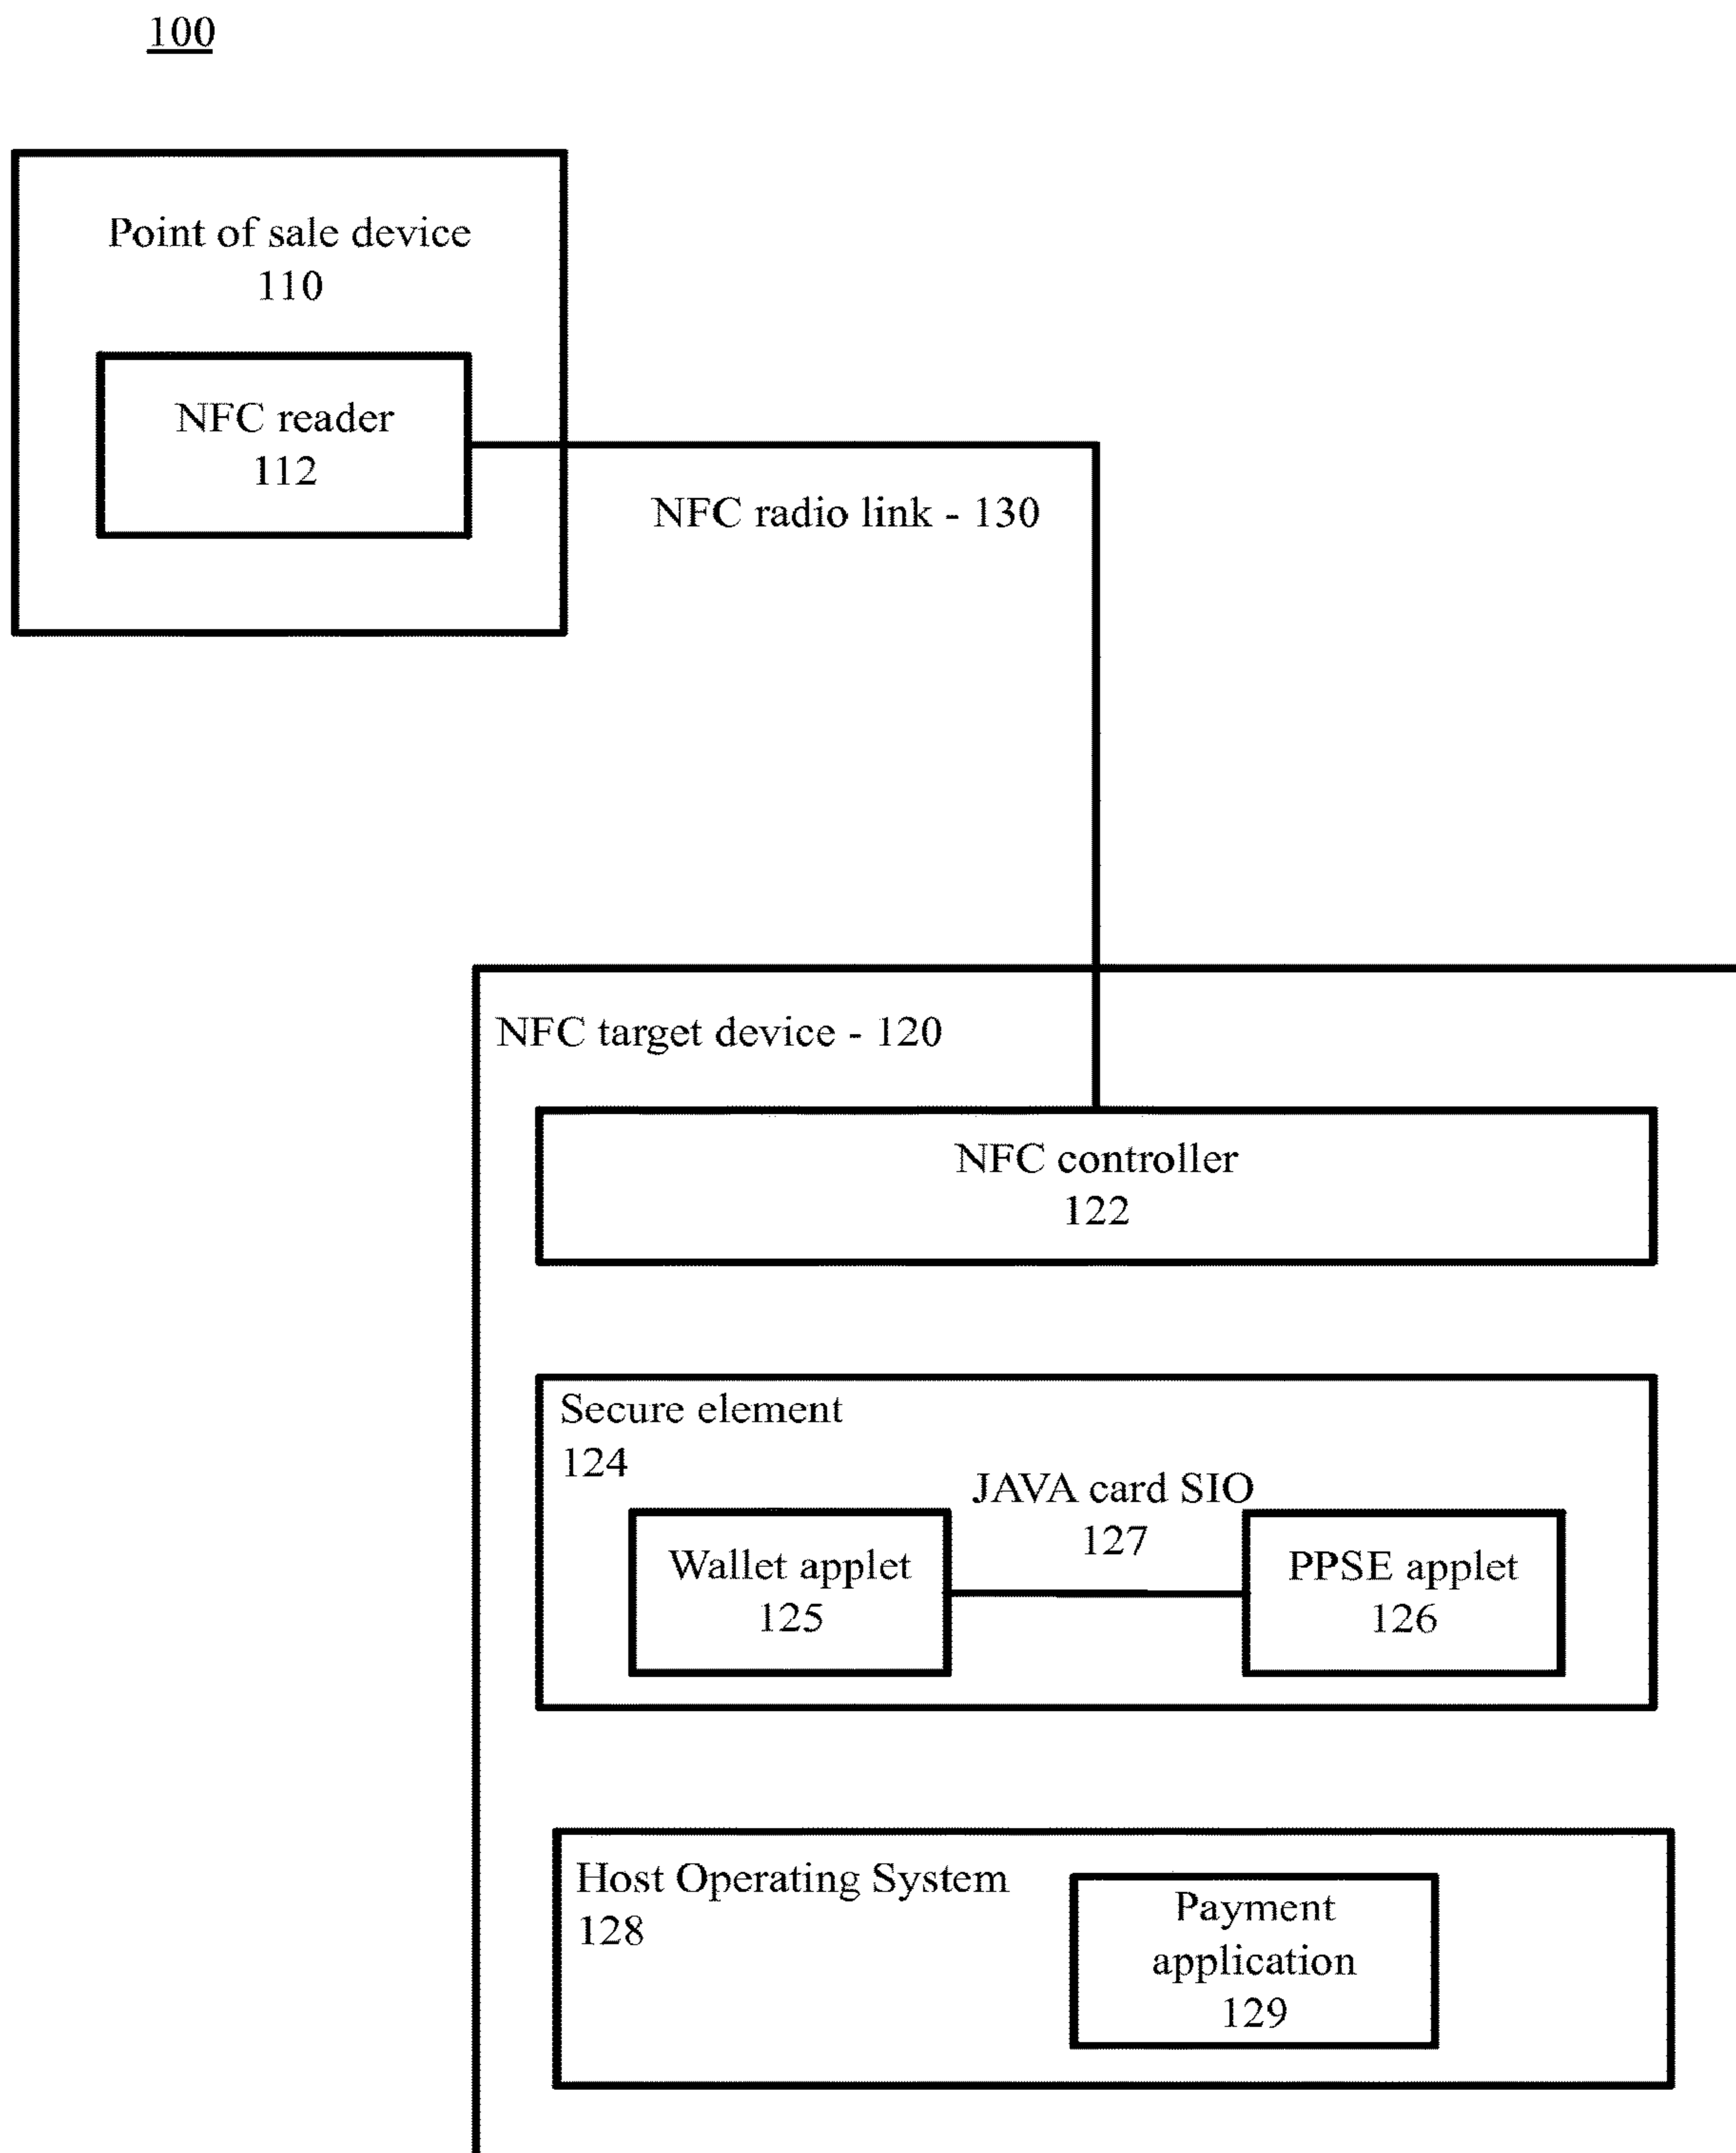 100
Point of sale device
110
NFC reader
112
NFC radio link - 130
NFC target device - 120
NFC controller
122
Secure element
124
JAVA card SIO
127
Wallet applet
125
PPSE applet
126
Host Operating System
128
Payment
application
129